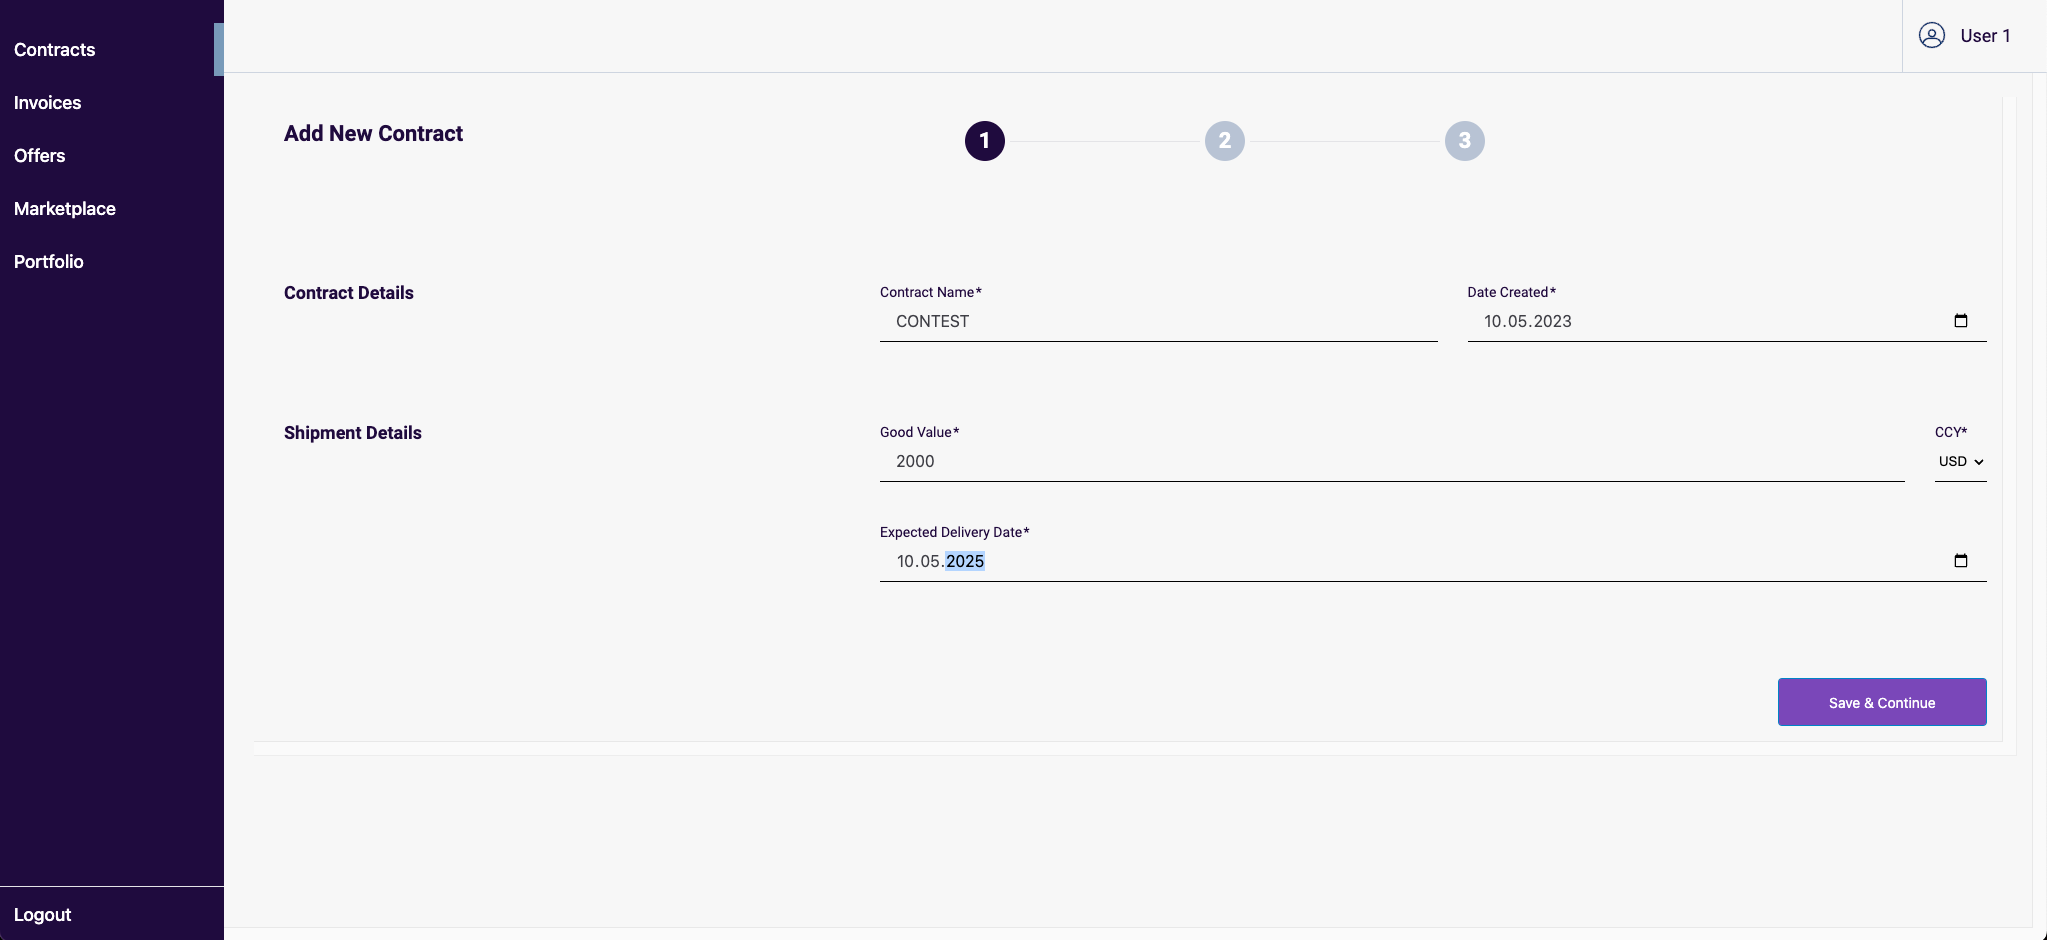 Contracts
Invoices
Offers
Marketplace
Portfolio
Logout
User 1
Add New Contract
1
2
3
Contract Details
Contract Name*
CONTEST
Date Created*
10.05.2023
Shipment Details
Good Value*
2000
CCY*
USD
Expected Delivery Date*
10.05.2025
Save & Continue